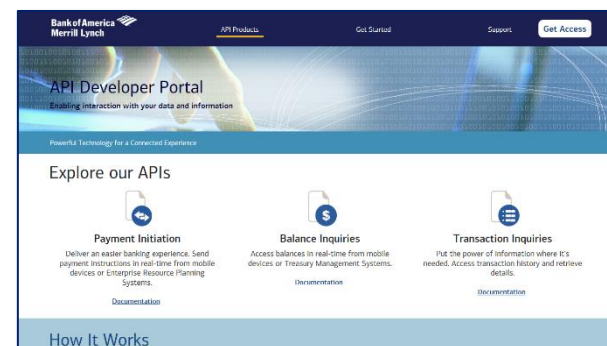 Bank of America
Merrill Lynch
API Products
Get Started
Support
Get Access
API Developer Portal
Enabling interaction with your data and information
Powerful Technology for a Connected Experience
Explore our APIs
Payment Initiation
Deliver an easier banking experience. Send
payment instructions in real-time from mobile
devices or Enterprise Resource Planning
Systems.
Documentation
Balance Inquiries
Access balances in real-time from mobile
devices or Treasury Management Systems.
Documentation
Transaction Inquiries
Put the power of information where it's
needed. Access transaction history and retrieve
details.
Documentation
How It Works